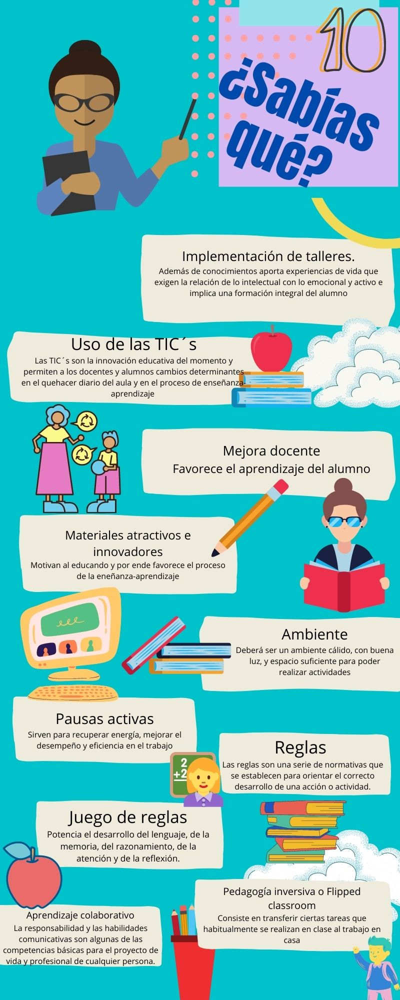 10
¿Sabías
qué?
Implementación de talleres.
Además de conocimientos aporta experiencias de vida que
exigen la relación de lo intelectual con lo emocional y activo e
implica una formación integral del alumno
Uso de las TIC´s
Las TIC´s son la innovación educativa del momento y
permiten a los docentes y alumnos cambios determinantes
en el quehacer diario del aula y en el proceso de enseñanza-
aprendizaje
Mejora docente
Favorece el aprendizaje del alumno
Materiales atractivos e
innovadores
Motivan al educando y por ende favorece el proceso
de la eneñanza-aprendizaje
Ambiente
Deberá ser un ambiente cálido, con buena
luz, y espacio suficiente para poder
realizar actividades
Pausas activas
Sirven para recuperar energía, mejorar el
desempeño y eficiencia en el trabajo
Reglas
Las reglas son una serie de normativas que
se establecen para orientar el correcto
desarrollo de una acción o actividad.
2
+2
Juego de reglas
Potencia el desarrollo del lenguaje, de la
memoria, del razonamiento, de la
atención y de la reflexión.
Pedagogía inversiva o Flipped
classroom
Consiste en transferir ciertas tareas que
habitualmente se realizan en clase al trabajo en
casa
Aprendizaje colaborativo
La responsabilidad y las habilidades
comunicativas son algunas de las
competencias básicas para el proyecto de
vida y profesional de cualquier persona.